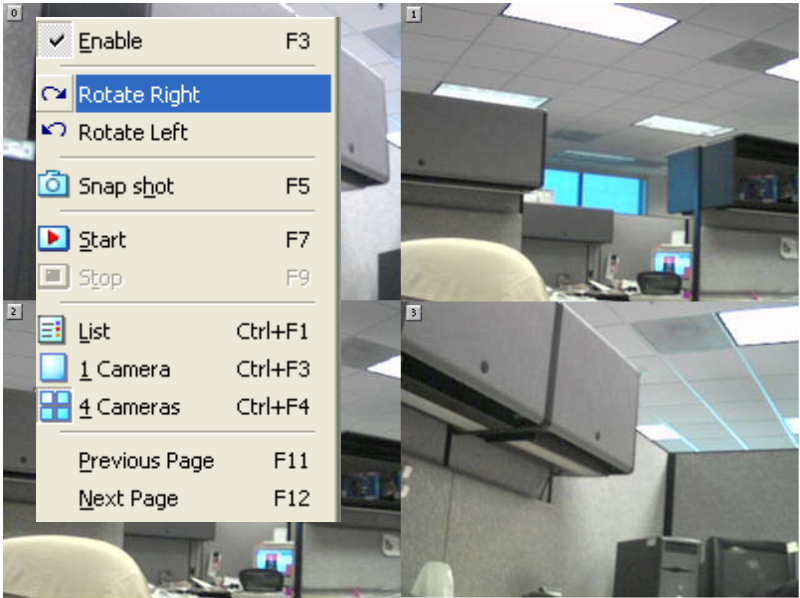 0
1
Enable F3
Rotate Right
Rotate Left
Snap shot F5
Start F7
Stop F9
2
3
List Ctrl+F1
1 Camera Ctrl+F3
4 Cameras Ctrl+F4
Previous Page F11
Next Page F12